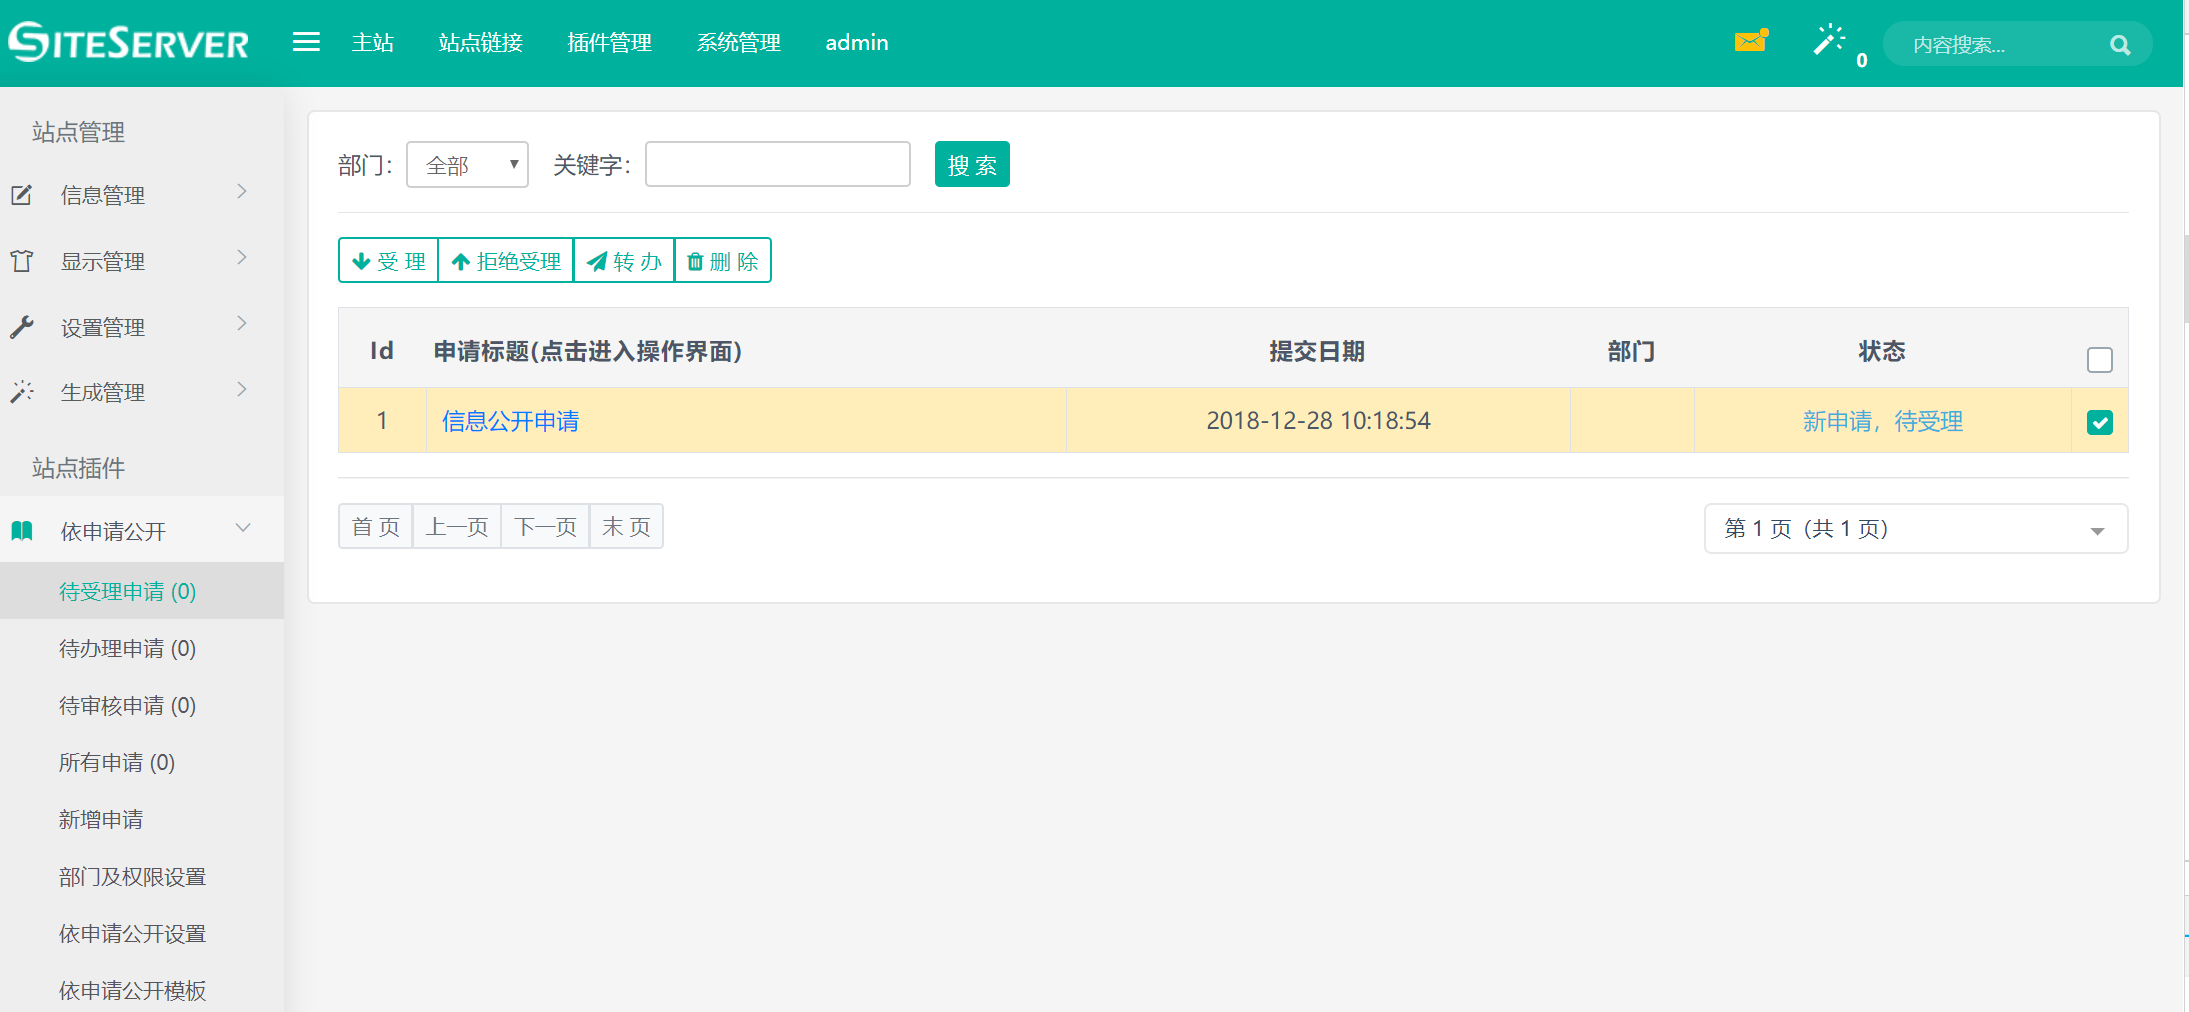 SITESERVER 主站 站点链接 插件管理 系统管理 admin 0 内容搜索...
站点管理
信息管理
显示管理
设置管理
生成管理
站点插件
依申请公开
待受理申请 (0)
待办理申请 (0)
待审核申请 (0)
所有申请 (0)
新增申请
部门及权限设置
依申请公开设置
依申请公开模板
部门： 全部 关键字： 搜 索
受 理 拒绝受理 转 办 删 除
Id 申请标题(点击进入操作界面) 提交日期 部门 状态
1 信息公开申请 2018-12-28 10:18:54 新申请，待受理
首 页 上一页 下一页 末 页 第 1 页（共 1 页）